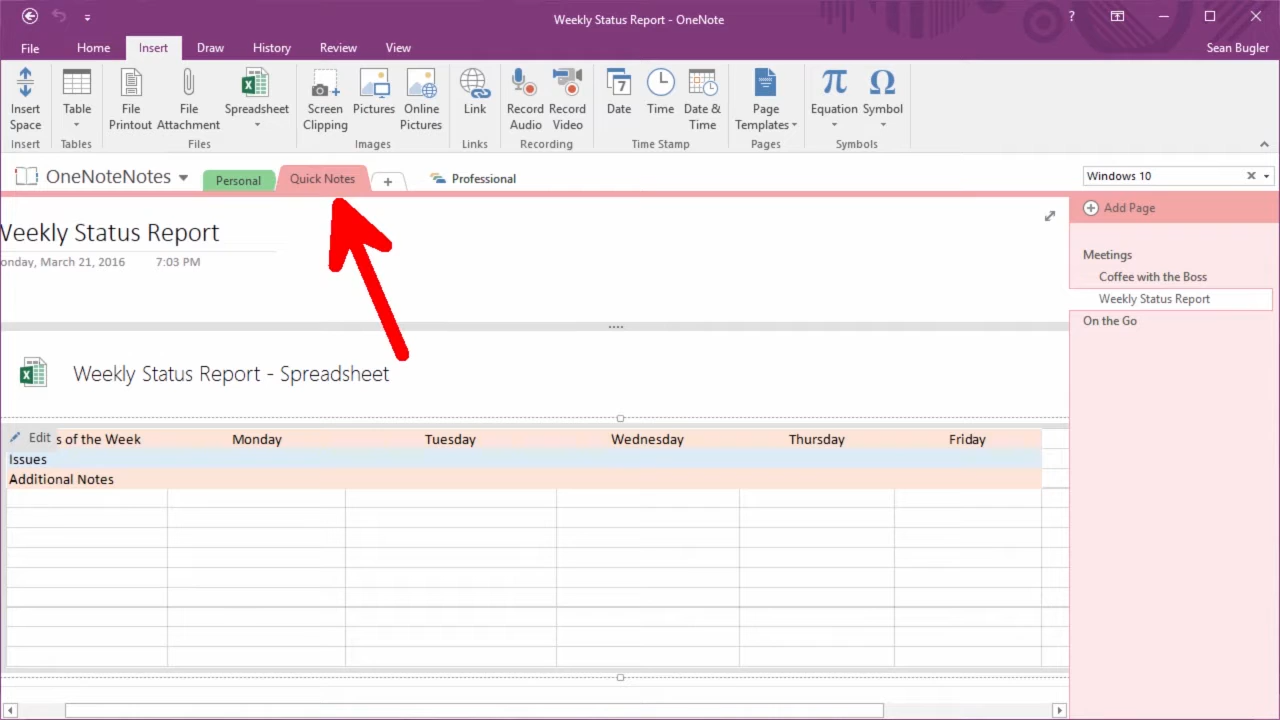 Weekly Status Report - OneNote
?
File Home Insert Draw History Review View
Sean Bugler
Insert Space
Table
File Printout
File Attachment
Spreadsheet
Screen Clipping
Pictures
Online Pictures
Link
Record Audio
Record Video
7
Date
Time
Date & Time
Page Templates
π
Equation
Ω
Symbol
Insert Tables Files Images Links Recording Time Stamp Pages Symbols
OneNoteNotes Personal Quick Notes + Professional
Windows 10
Add Page
Weekly Status Report
onday, March 21, 2016 7:03 PM
Meetings
Coffee with the Boss
Weekly Status Report
On the Go
Weekly Status Report - Spreadsheet
Edit s of the Week Monday Tuesday Wednesday Thursday Friday
Issues
Additional Notes